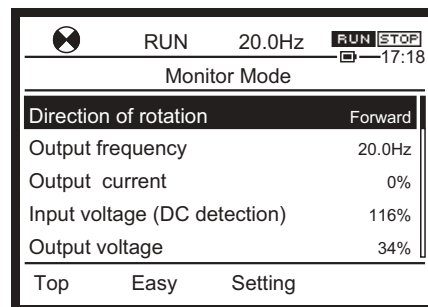 RUN 20.0Hz RUN STOP
17:18
Monitor Mode
Direction of rotation Forward
Output frequency 20.0Hz
Output current 0%
Input voltage (DC detection) 116%
Output voltage 34%
Top Easy Setting